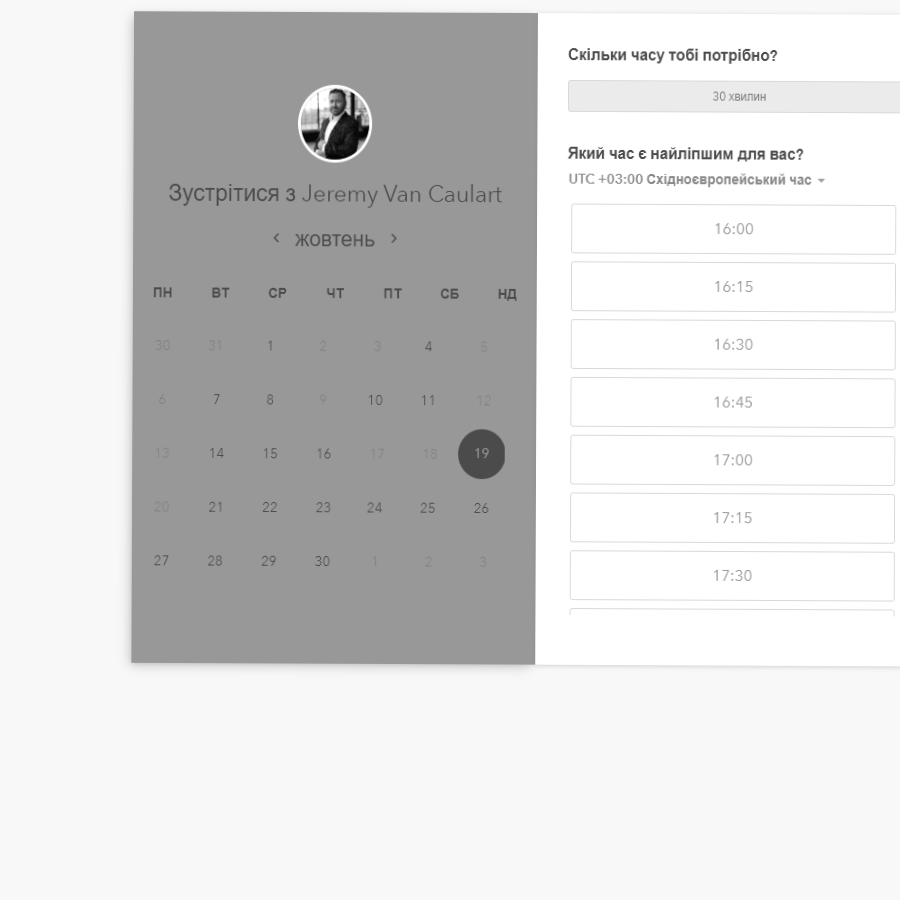 Зустрітися з Jeremy Van Caulart
жовтень
ПН ВТ СР ЧТ ПТ СБ НД
30 31 1 2 3 4 5
6 7 8 9 10 11 12
13 14 15 16 17 18 19
20 21 22 23 24 25 26
27 28 29 30 1 2 3
Скільки часу тобі потрібно?
30 хвилин
Який час є найліпшим для вас?
UTC +03:00 Східноєвропейський час
16:00
16:15
16:30
16:45
17:00
17:15
17:30